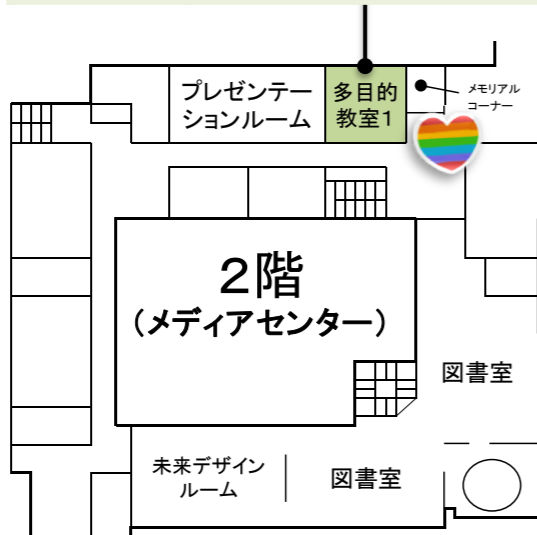 プレゼンテー
ションルーム
多目的
教室1
メモリアル
コーナー
2階
（メディアセンター）
図書室
未来デザイン
ルーム
図書室